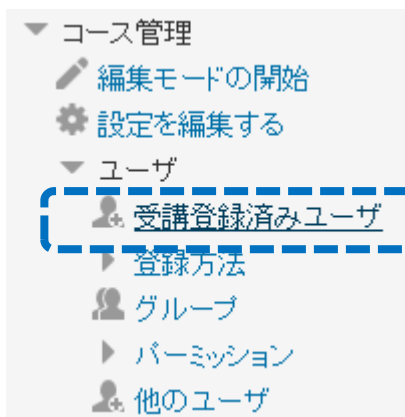 コース管理
編集モードの開始
設定を編集する
ユーザ
受講登録済みユーザ
登録方法
グループ
パーミッション
他のユーザ